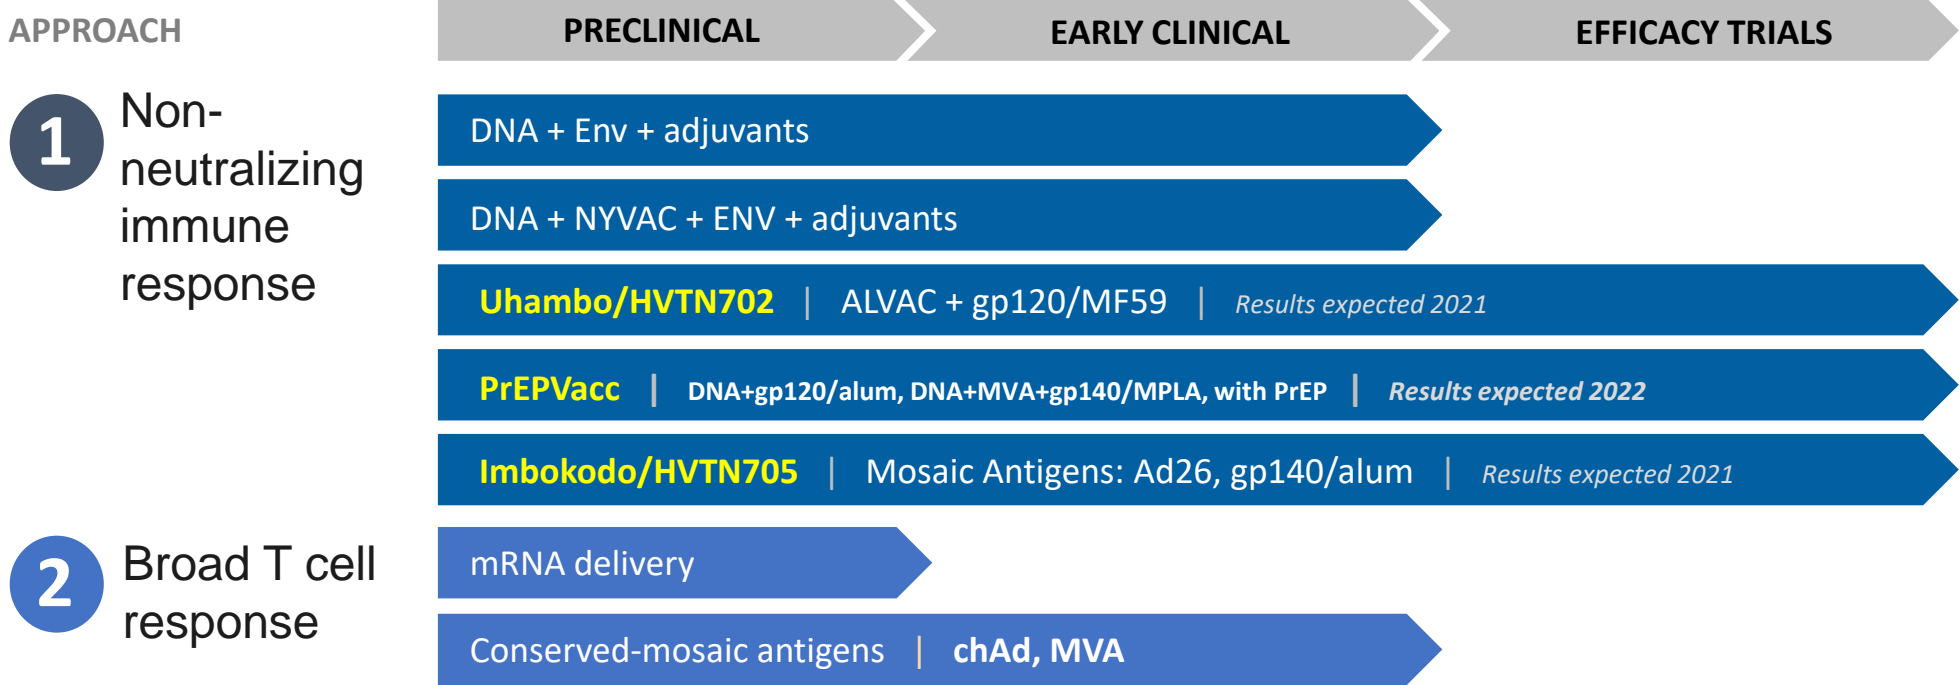 APPROACH PRECLINICAL EARLY CLINICAL EFFICACY TRIALS
1 Non-
neutralizing
immune
response
DNA + Env + adjuvants
DNA + NYVAC + ENV + adjuvants
Uhambo/HVTN702 | ALVAC + gp120/MF59 | Results expected 2021
PrEPVacc | DNA+gp120/alum, DNA+MVA+gp140/MPLA, with PrEP | Results expected 2022
Imbokodo/HVTN705 | Mosaic Antigens: Ad26, gp140/alum | Results expected 2021
2 Broad T cell
response
mRNA delivery
Conserved-mosaic antigens | chAd, MVA